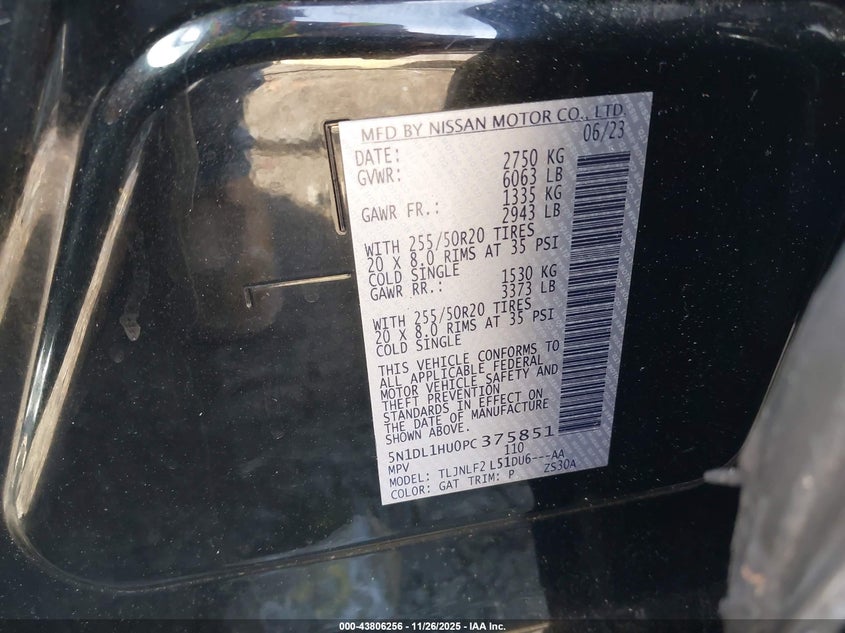 MFD BY NISSAN MOTOR CO., LTD.
DATE: 06/23
GVWR: 2750 KG
6063 LB
GAWR FR.: 1335 KG
2943 LB
WITH 255/50R20 TIRES
20 X 8.0 RIMS AT 35 PSI
COLD SINGLE
GAWR RR.: 1530 KG
3373 LB
WITH 255/50R20 TIRES
20 X 8.0 RIMS AT 35 PSI
COLD SINGLE
THIS VEHICLE CONFORMS TO
ALL APPLICABLE FEDERAL
MOTOR VEHICLE SAFETY AND
THEFT PREVENTION
STANDARDS IN EFFECT ON
THE DATE OF MANUFACTURE
SHOWN ABOVE.
5N1DL1HU0PC375851
MPV 110
MODEL: TLJNLF2 L51DU6---AA
COLOR: GAT TRIM: P ZS30A
000-43806256 - 11/26/2025 - IAA Inc.